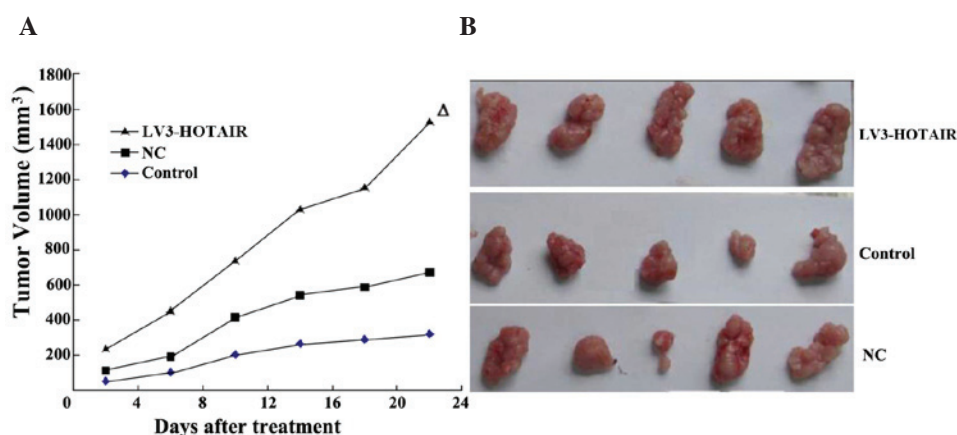 A
B
Tumor Volume (mm³)
1800
1600
1400
1200
1000
800
600
400
200
LV3-HOTAIR
NC
Control
Δ
0 4 8 12 16 20 24
Days after treatment
LV3-HOTAIR
Control
NC